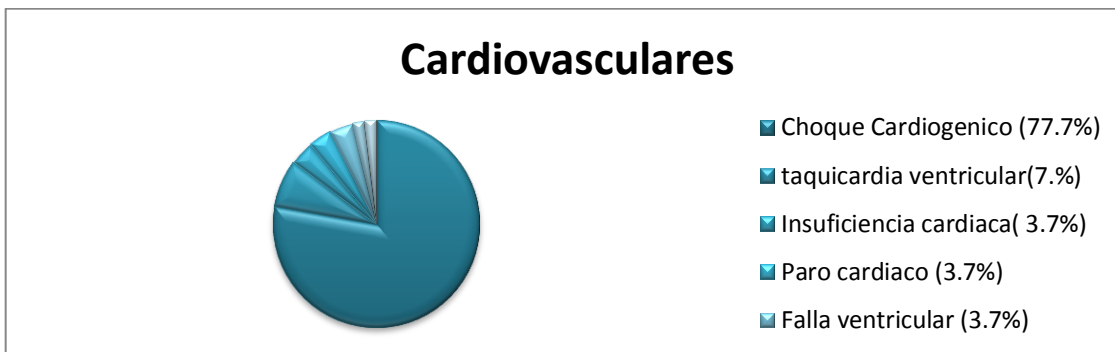 Cardiovasculares
Choque Cardiogenico (77.7%)
taquicardia ventricular(7.%)
Insuficiencia cardiaca( 3.7%)
Paro cardiaco (3.7%)
Falla ventricular (3.7%)